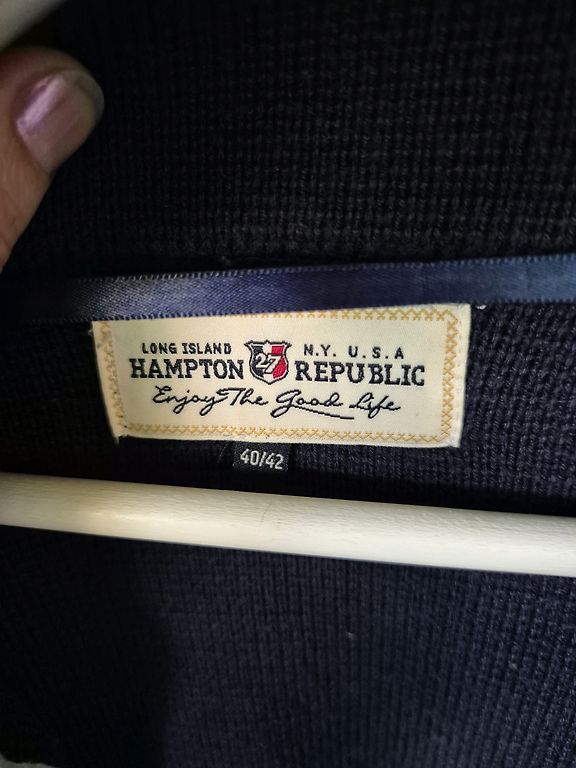 LONG ISLAND 27 N.Y. U.S.A
HAMPTON REPUBLIC
Enjoy The Good Life
40/42